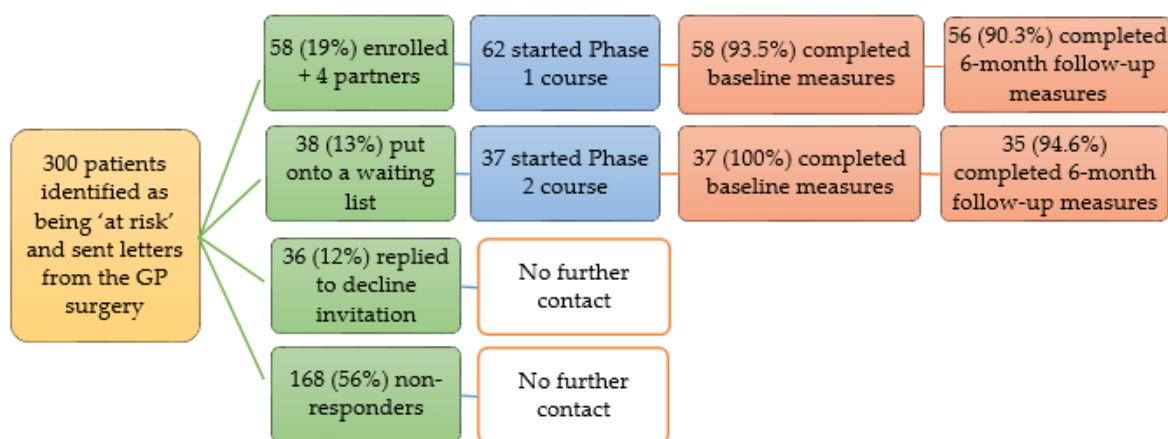 300 patients
identified as
being ‘at risk’
and sent letters
from the GP
surgery
58 (19%) enrolled
+ 4 partners
62 started Phase
1 course
58 (93.5%) completed
baseline measures
56 (90.3%) completed
6-month follow-up
measures
38 (13%) put
onto a waiting
list
37 started Phase
2 course
37 (100%) completed
baseline measures
35 (94.6%)
completed 6-month
follow-up measures
36 (12%) replied
to decline
invitation
No further
contact
168 (56%) non-
responders
No further
contact